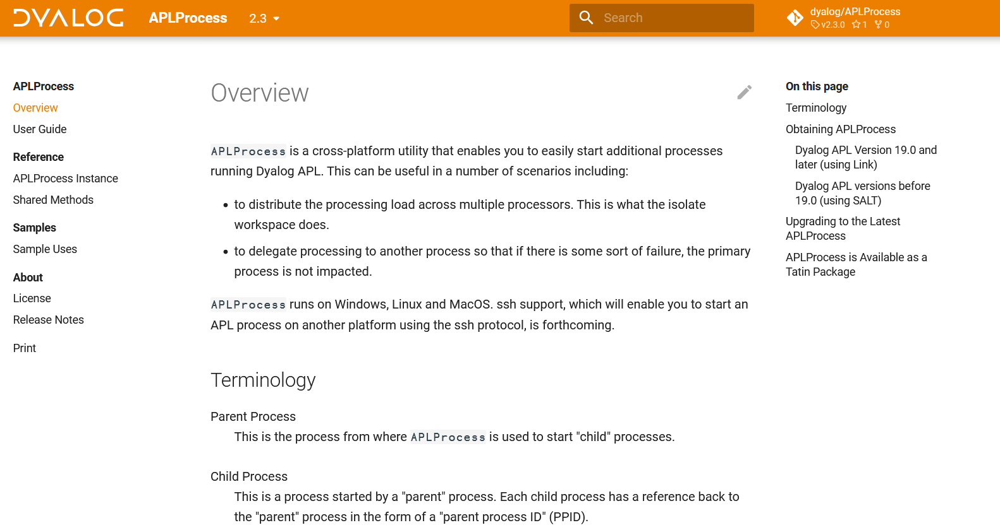 DYALOG APLProcess 2.3 Search dyalog/APLProcess
v2.3.0 1 0
APLProcess
Overview
User Guide
Reference
APLProcess Instance
Shared Methods
Samples
Sample Uses
About
License
Release Notes
Print
Overview
APLProcess is a cross-platform utility that enables you to easily start additional processes
running Dyalog APL. This can be useful in a number of scenarios including:
• to distribute the processing load across multiple processors. This is what the isolate
workspace does.
• to delegate processing to another process so that if there is some sort of failure, the primary
process is not impacted.
APLProcess runs on Windows, Linux and MacOS. ssh support, which will enable you to start an
APL process on another platform using the ssh protocol, is forthcoming.
Terminology
Parent Process
This is the process from where APLProcess is used to start "child" processes.
Child Process
This is a process started by a "parent" process. Each child process has a reference back to
the "parent" process in the form of a "parent process ID" (PPID).
On this page
Terminology
Obtaining APLProcess
Dyalog APL Version 19.0 and
later (using Link)
Dyalog APL versions before
19.0 (using SALT)
Upgrading to the Latest
APLProcess
APLProcess is Available as a
Tatin Package